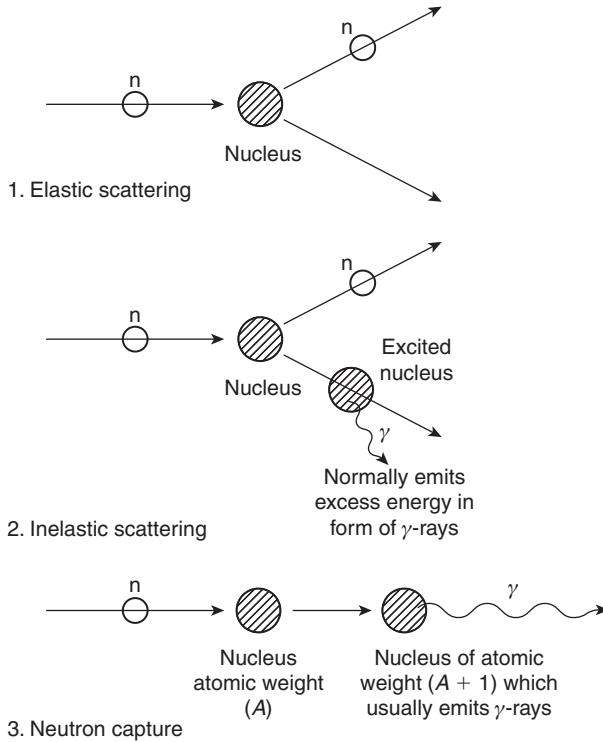 n
n
Nucleus
1. Elastic scattering
n
n
Nucleus
Excited
nucleus
γ
Normally emits
excess energy in
form of γ-rays
2. Inelastic scattering
n
γ
Nucleus
atomic weight
(A)
Nucleus of atomic
weight (A + 1) which
usually emits γ-rays
3. Neutron capture